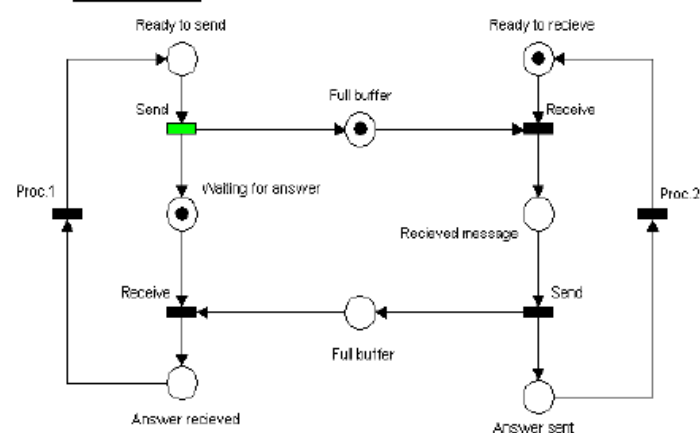 Ready to send
Ready to recieve
Full buffer
Send
Receive
Proc.1
Waiting for answer
Proc.2
Recieved message
Receive
Send
Full buffer
Answer recieved
Answer sent